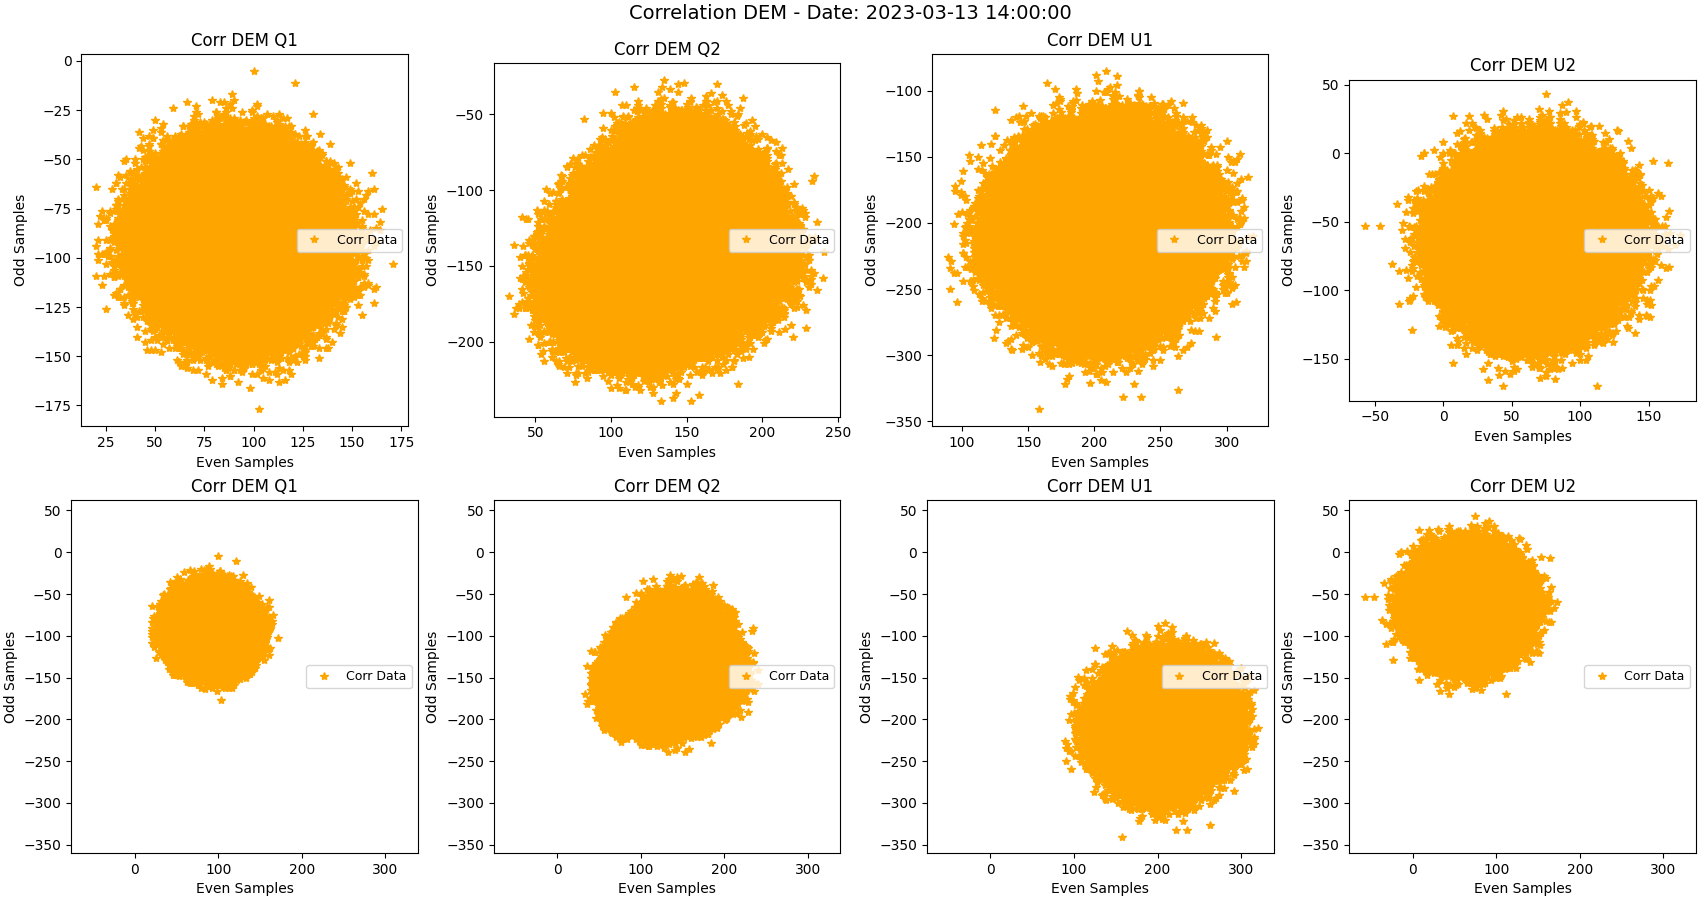 Correlation DEM - Date: 2023-03-13 14:00:00
Corr DEM Q1
0
−25
−50
−75
−100
−125
−150
−175
Odd Samples
Corr Data
25 50 75 100 125 150 175
Even Samples
Corr DEM Q2
−50
−100
−150
−200
Odd Samples
Corr Data
50 100 150 200 250
Even Samples
Corr DEM U1
−100
−150
−200
−250
−300
−350
Odd Samples
Corr Data
100 150 200 250 300
Even Samples
Corr DEM U2
50
0
−50
−100
−150
Odd Samples
Corr Data
−50 0 50 100 150
Even Samples
Corr DEM Q1
50
0
−50
−100
−150
−200
−250
−300
−350
Odd Samples
Corr Data
0 100 200 300
Even Samples
Corr DEM Q2
50
0
−50
−100
−150
−200
−250
−300
−350
Odd Samples
Corr Data
0 100 200 300
Even Samples
Corr DEM U1
50
0
−50
−100
−150
−200
−250
−300
−350
Odd Samples
Corr Data
0 100 200 300
Even Samples
Corr DEM U2
50
0
−50
−100
−150
−200
−250
−300
−350
Odd Samples
Corr Data
0 100 200 300
Even Samples